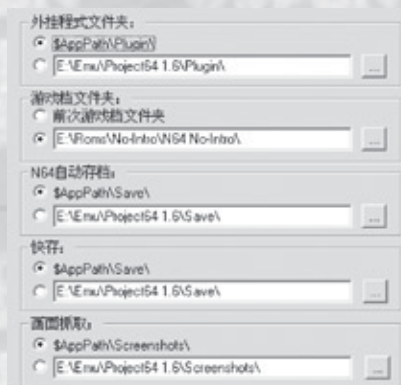 外挂程式文件夹:
$AppPath\Plugin\
E:\Emu\Project64 1.6\Plugin\
...
游戏档文件夹:
前次游戏档文件夹
E:\Roms\No-Intro\N64 No-Intro\
...
N64自动存档:
$AppPath\Save\
E:\Emu\Project64 1.6\Save\
...
快存:
$AppPath\Save\
E:\Emu\Project64 1.6\Save\
...
画面抓取:
$AppPath\Screenshots\
E:\Emu\Project64 1.6\Screenshots\
...